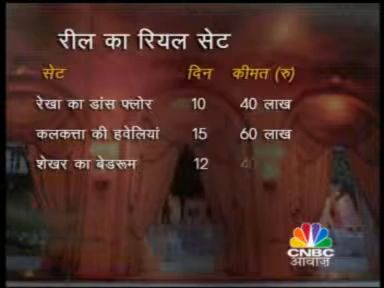 रील का रियल सेट
सेट दिन कीमत (रु)
रेखा का डांस फ्लोर 10 40 लाख
कलकत्ता की हवेलियां 15 60 लाख
शेखर का बेडरूम 12
CNBC
आवाज़